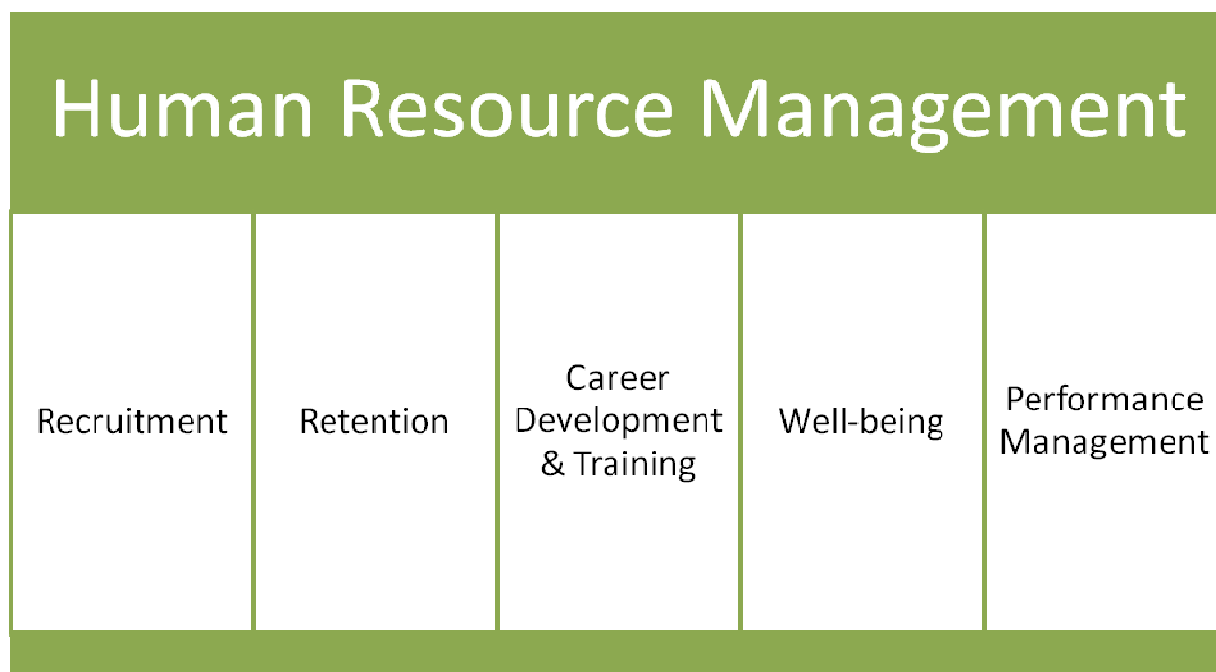 Human Resource Management
Recruitment
Retention
Career
Development
& Training
Well-being
Performance
Management